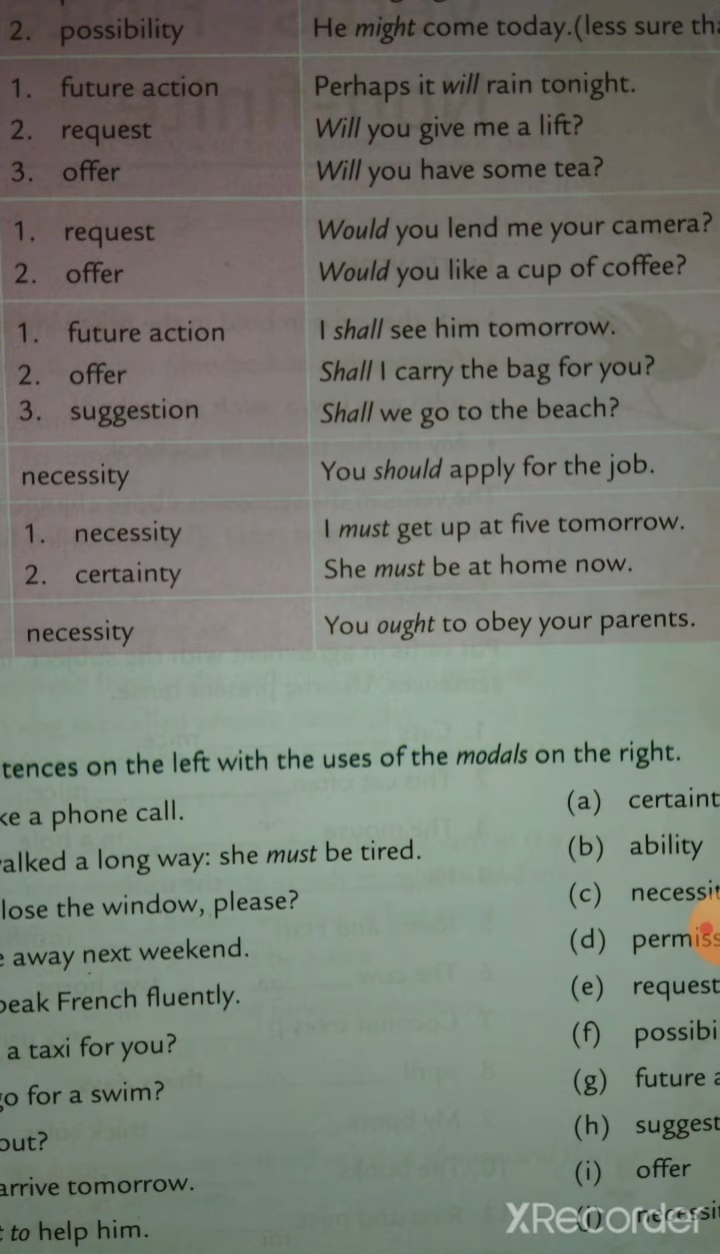 2. possibility He might come today.(less sure
1. future action Perhaps it will rain tonight.
2. request Will you give me a lift?
3. offer Will you have some tea?
1. request Would you lend me your camera?
2. offer Would you like a cup of coffee?
1. future action I shall see him tomorrow.
2. offer Shall I carry the bag for you?
3. suggestion Shall we go to the beach?
necessity You should apply for the job.
1. necessity I must get up at five tomorrow.
2. certainty She must be at home now.
necessity You ought to obey your parents.
tences on the left with the uses of the modals on the right.
ke a phone call. (a) certaint
alked a long way: she must be tired. (b) ability
lose the window, please? (c) necessit
away next weekend. (d) permiss
peak French fluently. (e) request
a taxi for you? (f) possibi
go for a swim? (g) future
out? (h) suggest
arrive tomorrow. (i) offer
to help him. (j) necessit
XRecorder